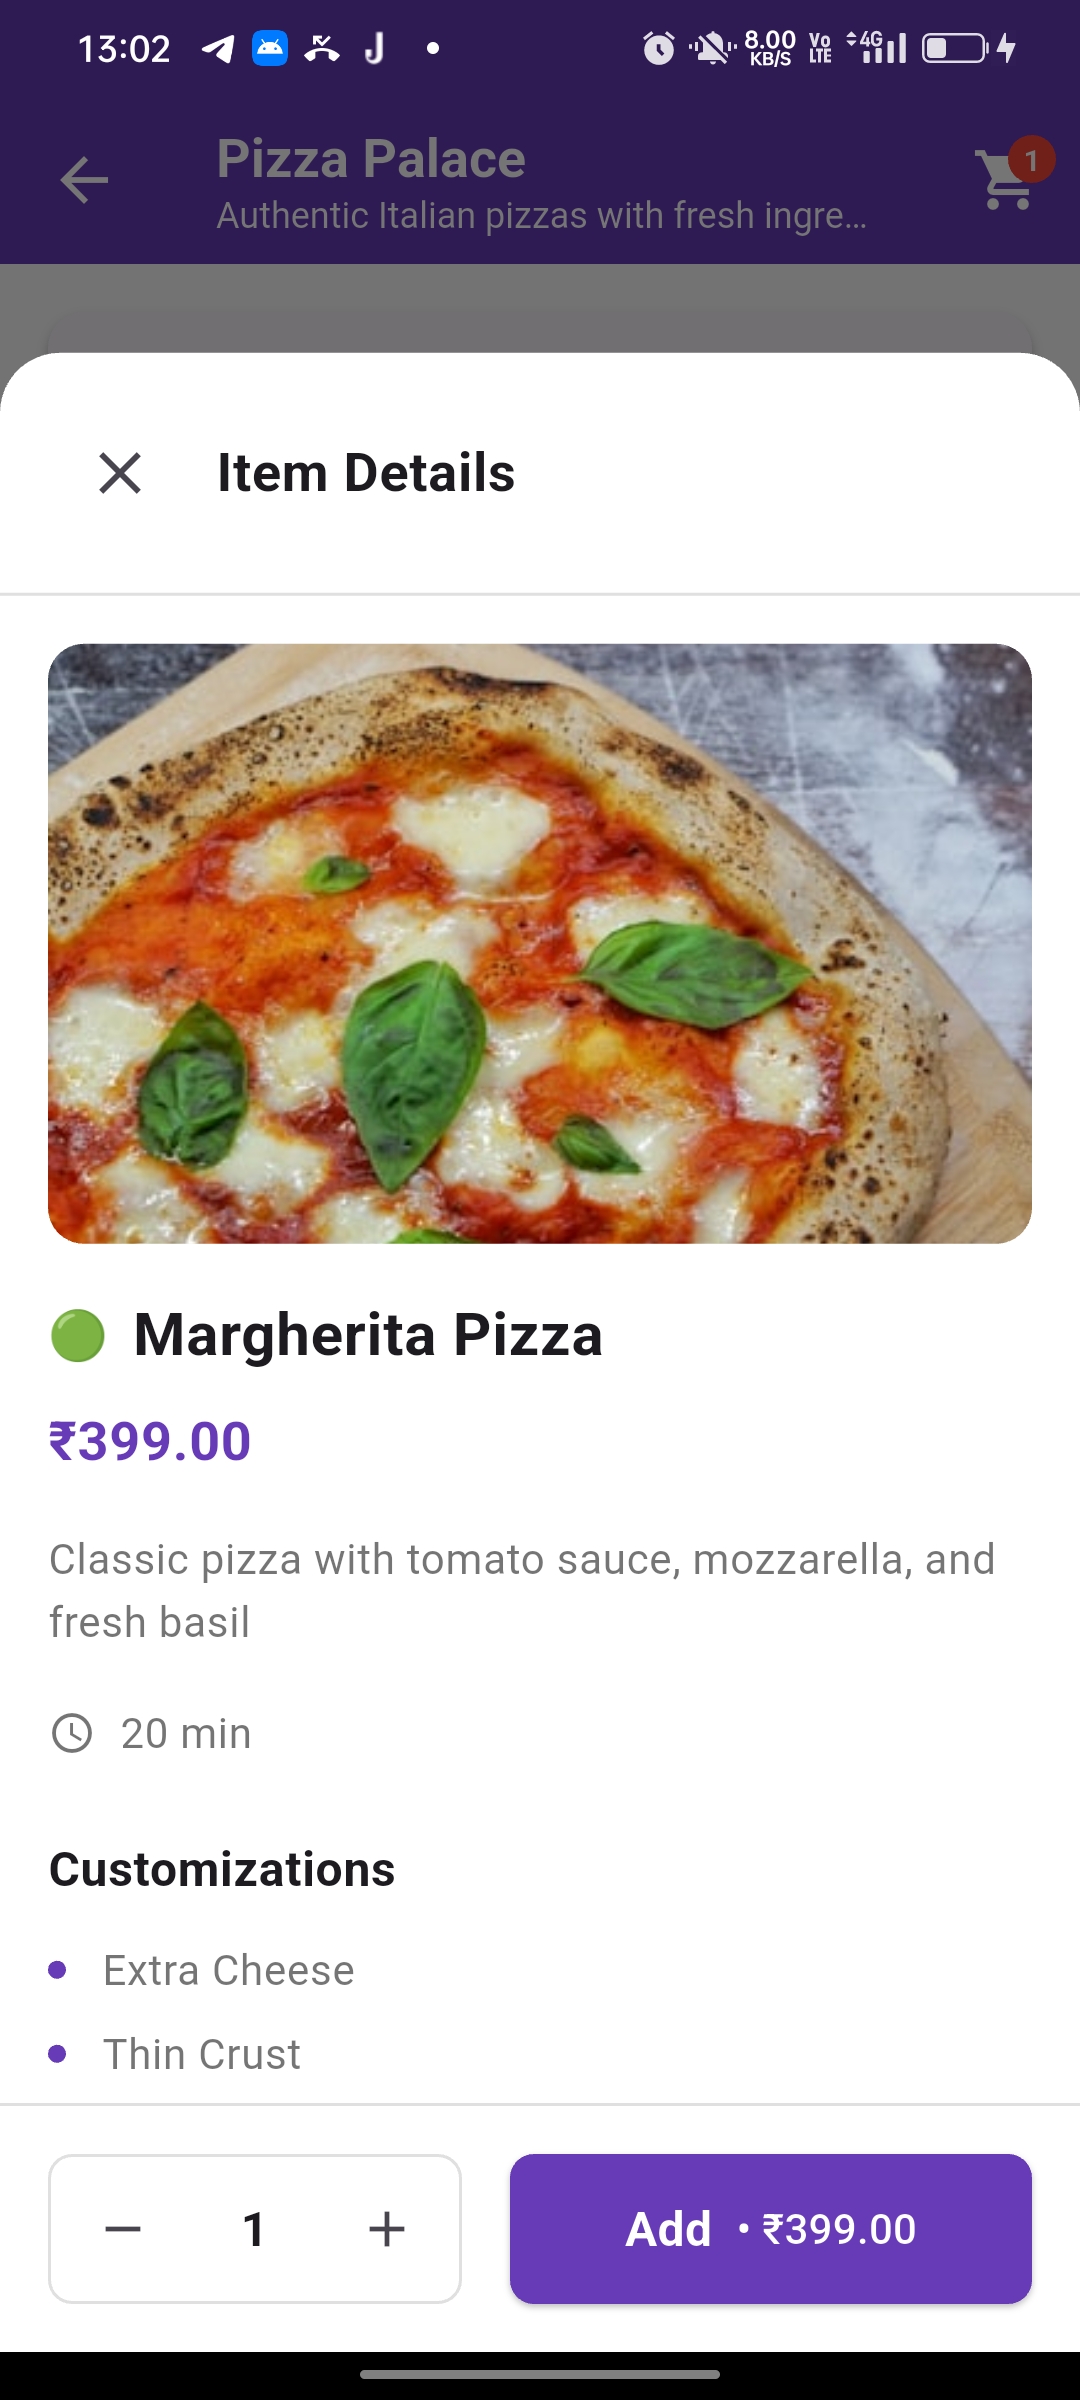 13:02
8.00
KB/S
Vo
LTE
4G
Pizza Palace
1
Authentic Italian pizzas with fresh ingre...
Item Details
Margherita Pizza
₹399.00
Classic pizza with tomato sauce, mozzarella, and
fresh basil
20 min
Customizations
Extra Cheese
Thin Crust
1
Add • ₹399.00